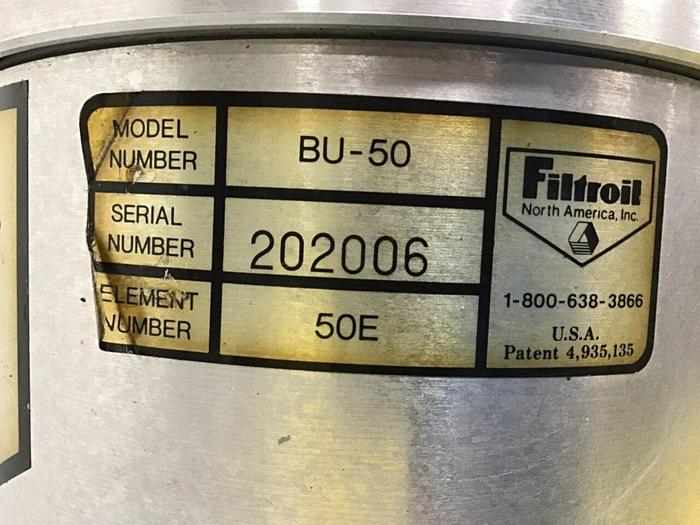 MODEL
NUMBER
BU-50
SERIAL
NUMBER
202006
ELEMENT
NUMBER
50E
Filtroil
North America, Inc.
1-800-638-3866
U.S.A.
Patent 4,935,135